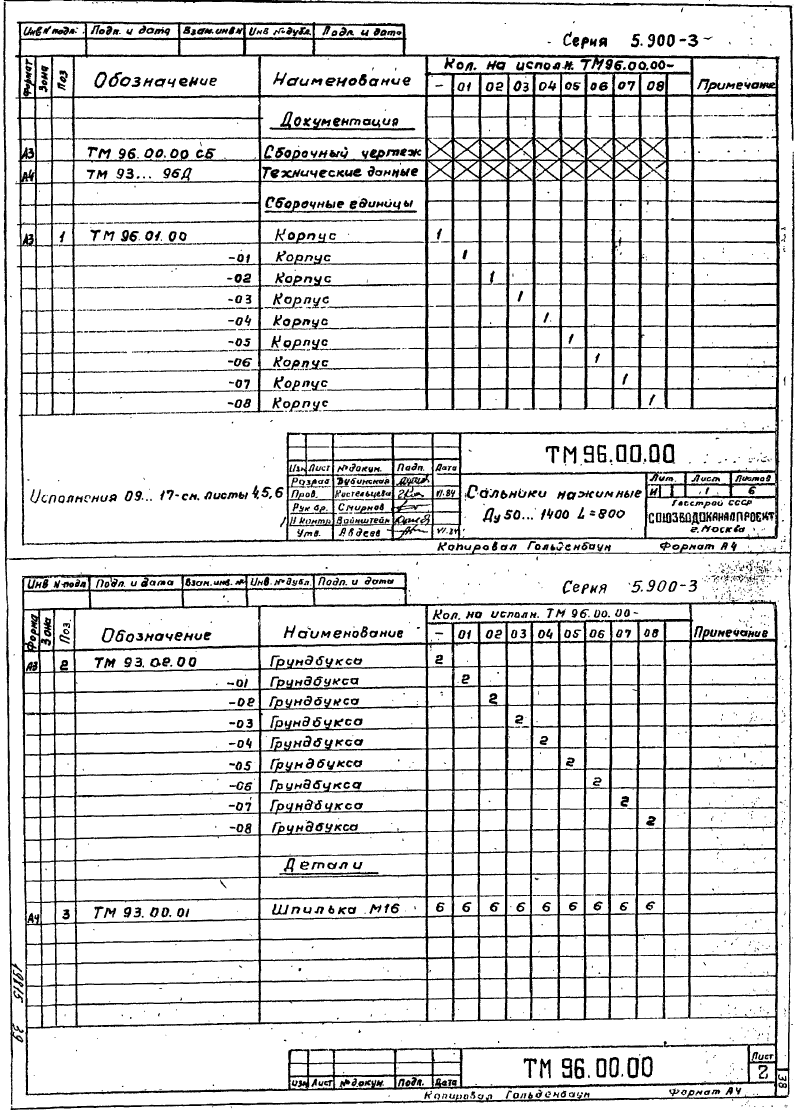 Инв № подл. Подп. и дата Взам. инв № Инв № дубл. Подп. и дата
Серия 5.900-3
Формат Зона Поз Обозначение Наименование Кол. на исполн. ТМ96.00.00- Примечание
- 01 02 03 04 05 06 07 08
Документация
А3 ТМ 96.00.00 СБ Сборочный чертеж
А4 ТМ 93... 96Д Технические данные
Сборочные единицы
А3 1 ТМ 96.01.00 Корпус 1
-01 Корпус 1
-02 Корпус 1
-03 Корпус 1
-04 Корпус 1
-05 Корпус 1
-06 Корпус 1
-07 Корпус 1
-08 Корпус 1
Исполнения 09... 17-см. листы 4,5,6
ТМ 96.00.00
Изм Лист № докум. Подп. Дата
Разраб Дубинская
Пров. VI.84
Рук бр. Смирнов
Н контр Вайнштейн
Утв. Авдеев VI.84
Сальники нажимные
Ду 50... 1400 L=800
Лит. Лист Листов
И 1 6
Госстрой СССР
СОЮЗВОДОКАНАЛПРОЕКТ
г. Москва
Копировал Гольденбаун Формат А4
Инв № подл Подп. и дата Взам. инв. № Инв. № дубл. Подп. и дата
Серия 5.900-3
Форма Зона Поз. Обозначение Наименование Кол. на исполн. ТМ 96.00.00- Примечание
- 01 02 03 04 05 06 07 08
А3 2 ТМ 93.02.00 Грундбукса 2
-01 Грундбукса 2
-02 Грундбукса 2
-03 Грундбукса 2
-04 Грундбукса 2
-05 Грундбукса 2
-06 Грундбукса 2
-07 Грундбукса 2
-08 Грундбукса 2
Детали
А4 3 ТМ 93.00.01 Шпилька М16 6 6 6 6 6 6 6 6 6
19815 39
ТМ 96.00.00
Лист
2
Изм Лист № докум. Подп. Дата
38
Копировал Гольденбаун Формат А4